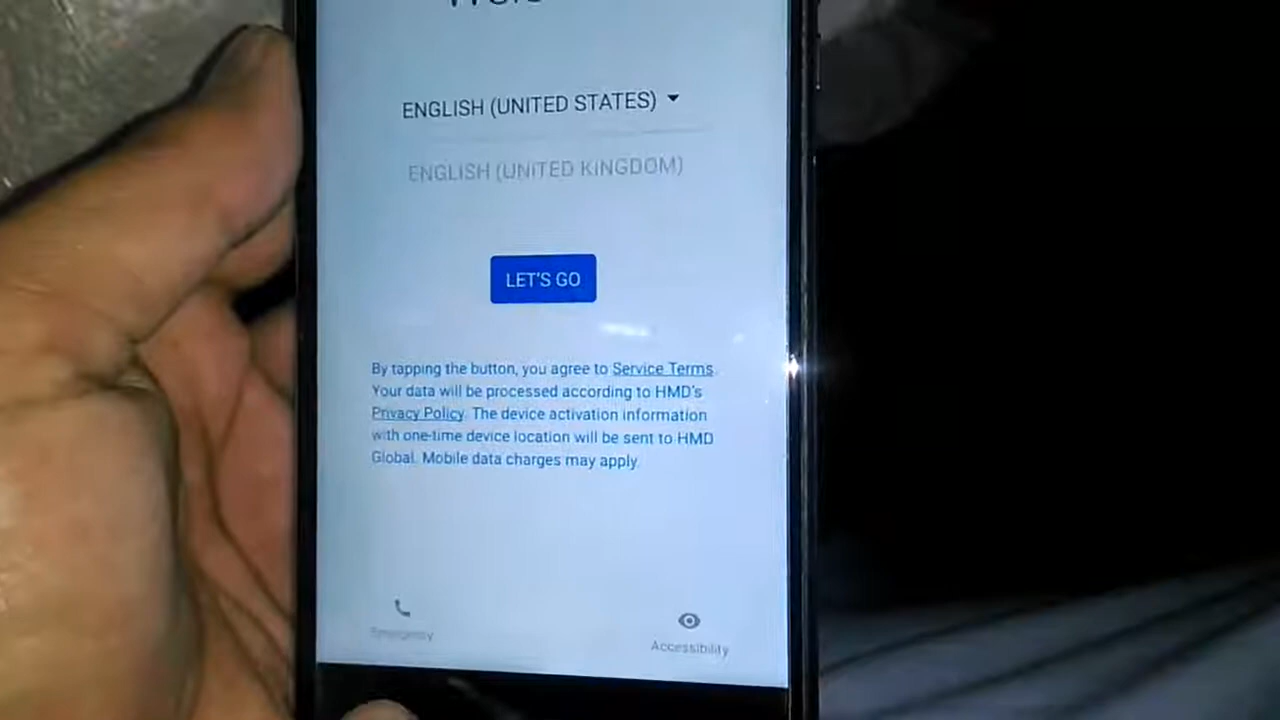 ENGLISH (UNITED STATES)
ENGLISH (UNITED KINGDOM)
LET'S GO
By tapping the button, you agree to Service Terms.
Your data will be processed according to HMD's
Privacy Policy. The device activation information
with one-time device location will be sent to HMD
Global. Mobile data charges may apply.
Emergency
Accessibility